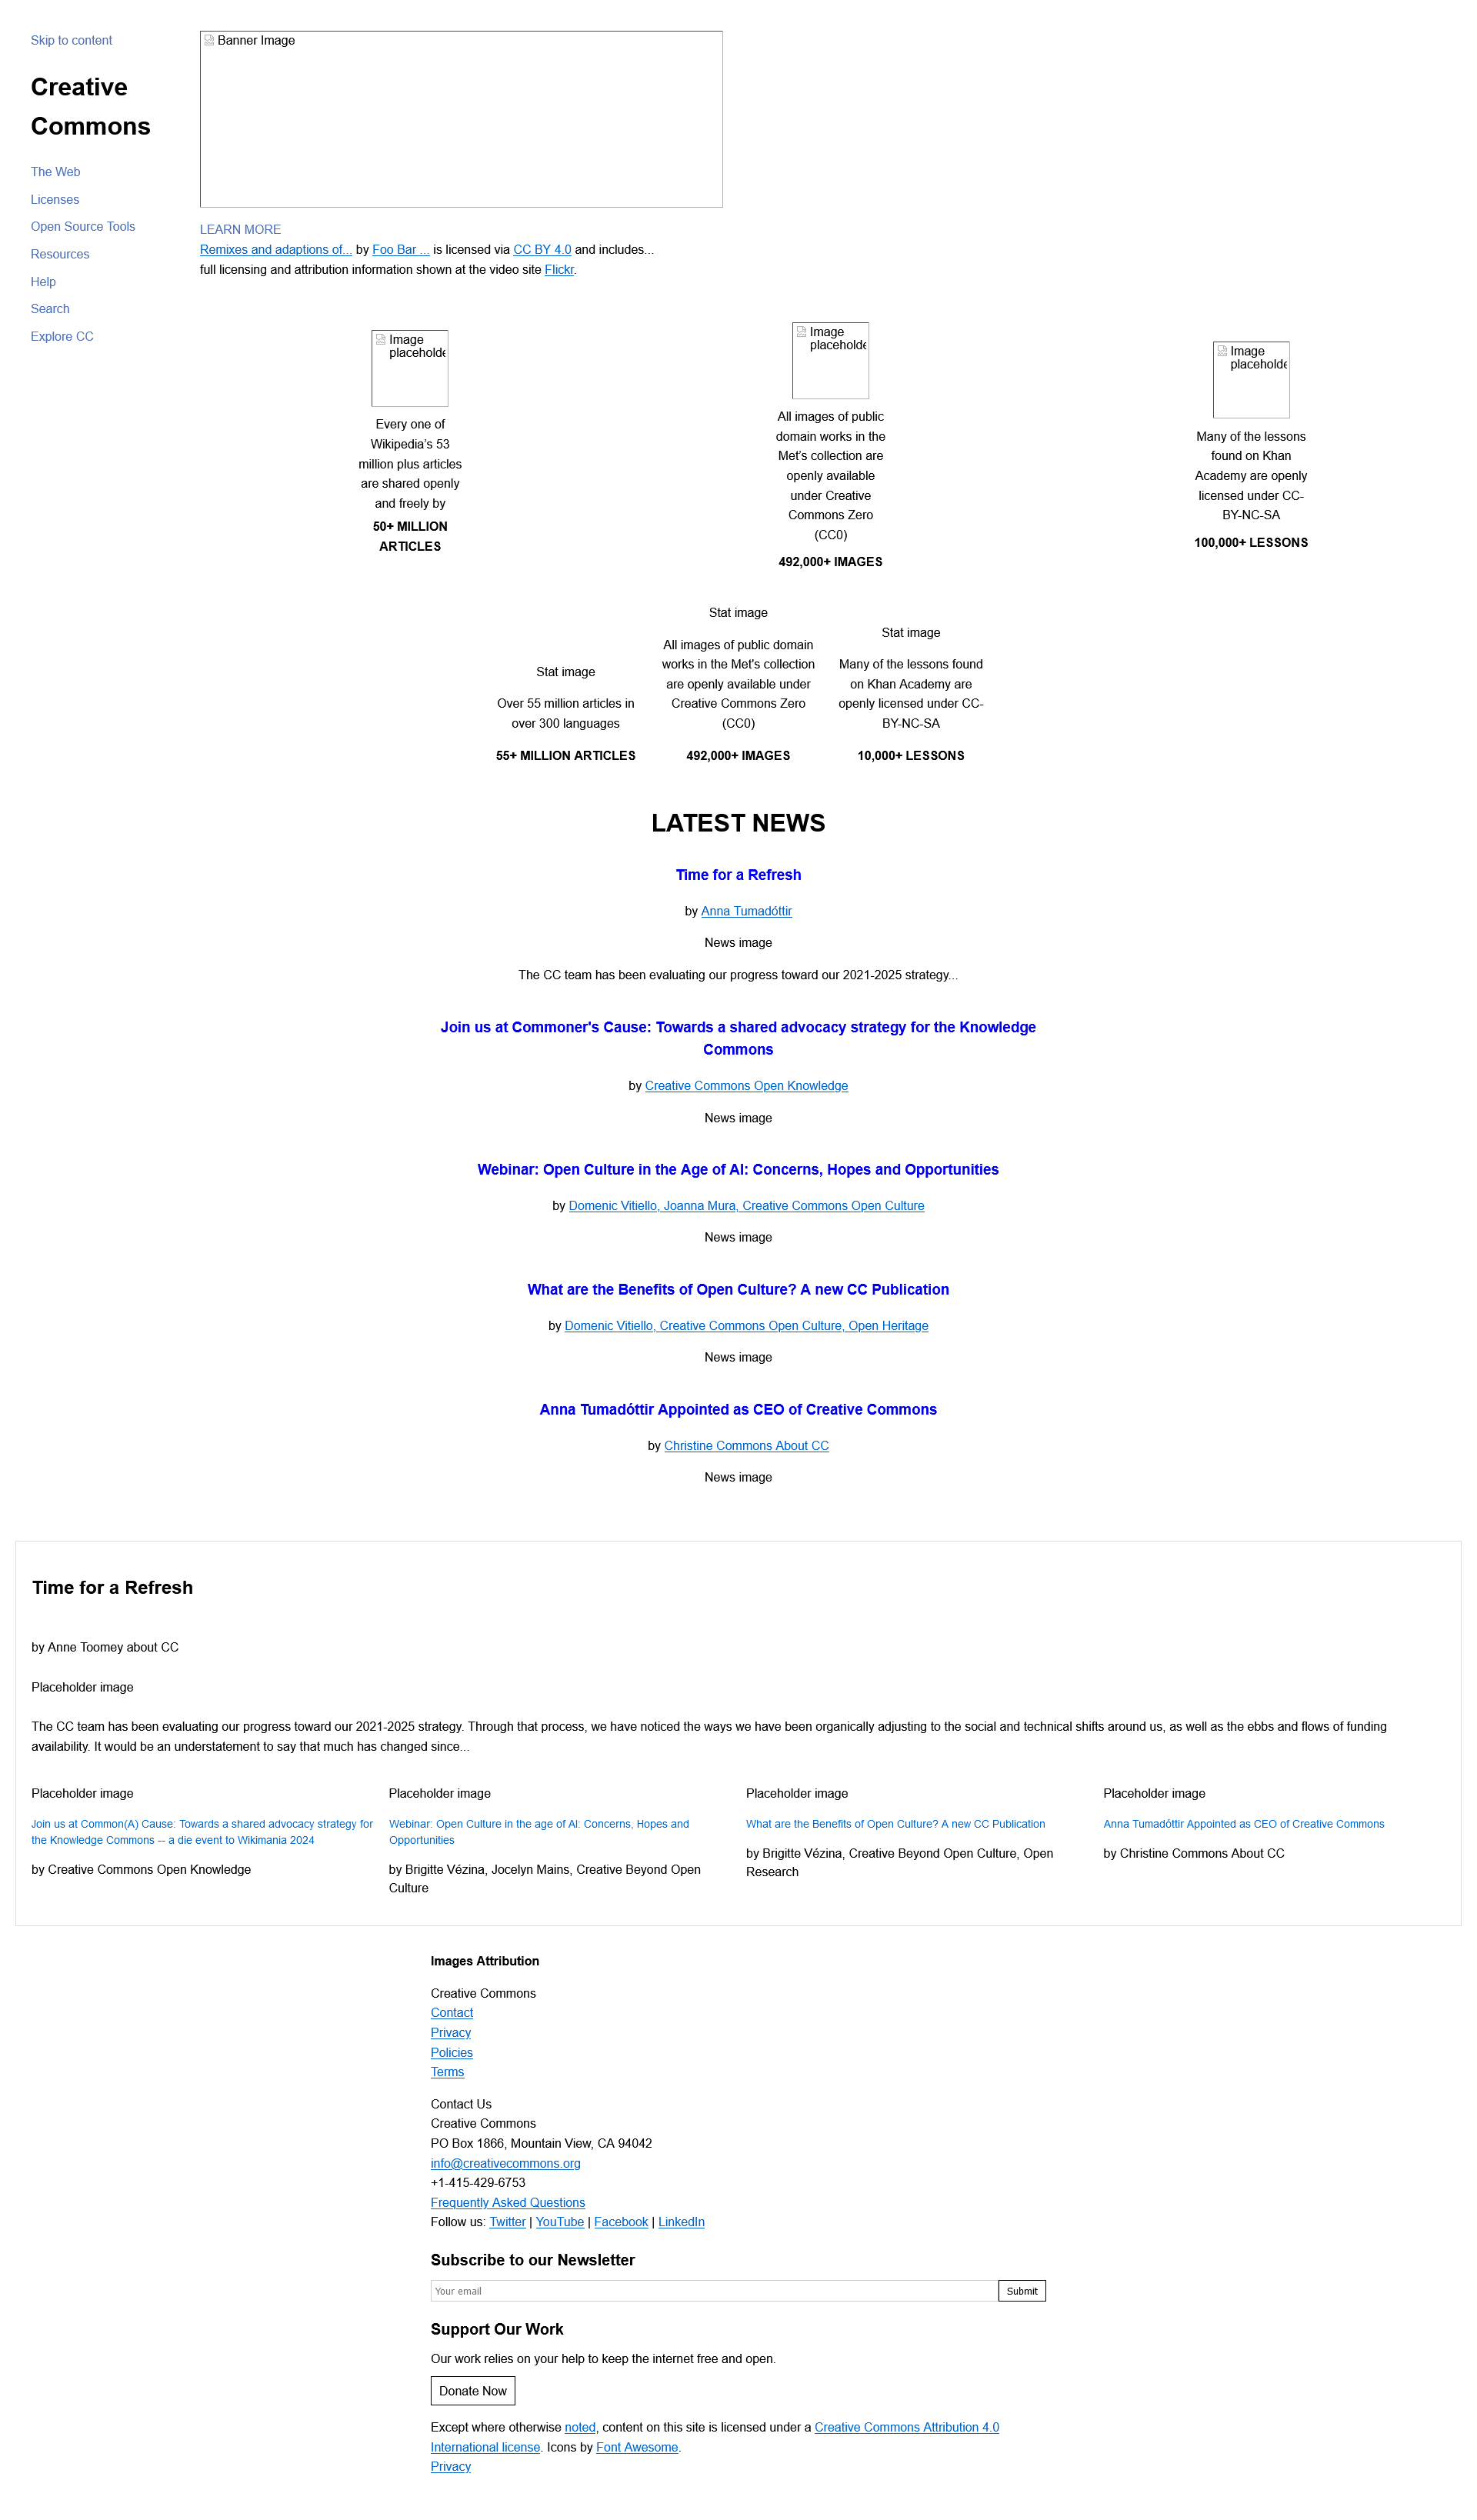 Skip to content
Creative
Commons
The Web
Licenses
Open Source Tools
Resources
Help
Search
Explore CC
Banner Image
LEARN MORE
Remixes and adaptions of... by Foo Bar ... is licensed via CC BY 4.0 and includes...
full licensing and attribution information shown at the video site Flickr.
Image
placeholde
Every one of
Wikipedia’s 53
million plus articles
are shared openly
and freely by
50+ MILLION
ARTICLES
Image
placeholde
All images of public
domain works in the
Met’s collection are
openly available
under Creative
Commons Zero
(CC0)
492,000+ IMAGES
Image
placeholde
Many of the lessons
found on Khan
Academy are openly
licensed under CC-
BY-NC-SA
100,000+ LESSONS
Stat image
Over 55 million articles in
over 300 languages
55+ MILLION ARTICLES
Stat image
All images of public domain
works in the Met's collection
are openly available under
Creative Commons Zero
(CC0)
492,000+ IMAGES
Stat image
Many of the lessons found
on Khan Academy are
openly licensed under CC-
BY-NC-SA
10,000+ LESSONS
LATEST NEWS
Time for a Refresh
by Anna Tumadóttir
News image
The CC team has been evaluating our progress toward our 2021-2025 strategy...
Join us at Commoner's Cause: Towards a shared advocacy strategy for the Knowledge
Commons
by Creative Commons Open Knowledge
News image
Webinar: Open Culture in the Age of AI: Concerns, Hopes and Opportunities
by Domenic Vitiello, Joanna Mura, Creative Commons Open Culture
News image
What are the Benefits of Open Culture? A new CC Publication
by Domenic Vitiello, Creative Commons Open Culture, Open Heritage
News image
Anna Tumadóttir Appointed as CEO of Creative Commons
by Christine Commons About CC
News image
Time for a Refresh
by Anne Toomey about CC
Placeholder image
The CC team has been evaluating our progress toward our 2021-2025 strategy. Through that process, we have noticed the ways we have been organically adjusting to the social and technical shifts around us, as well as the ebbs and flows of funding
availability. It would be an understatement to say that much has changed since...
Placeholder image
Join us at Common(A) Cause: Towards a shared advocacy strategy for
the Knowledge Commons -- a die event to Wikimania 2024
by Creative Commons Open Knowledge
Placeholder image
Webinar: Open Culture in the age of AI: Concerns, Hopes and
Opportunities
by Brigitte Vézina, Jocelyn Mains, Creative Beyond Open
Culture
Placeholder image
What are the Benefits of Open Culture? A new CC Publication
by Brigitte Vézina, Creative Beyond Open Culture, Open
Research
Placeholder image
Anna Tumadóttir Appointed as CEO of Creative Commons
by Christine Commons About CC
Images Attribution
Creative Commons
Contact
Privacy
Policies
Terms
Contact Us
Creative Commons
PO Box 1866, Mountain View, CA 94042
info@creativecommons.org
+1-415-429-6753
Frequently Asked Questions
Follow us: Twitter | YouTube | Facebook | LinkedIn
Subscribe to our Newsletter
Your email
Submit
Support Our Work
Our work relies on your help to keep the internet free and open.
Donate Now
Except where otherwise noted, content on this site is licensed under a Creative Commons Attribution 4.0
International license. Icons by Font Awesome.
Privacy